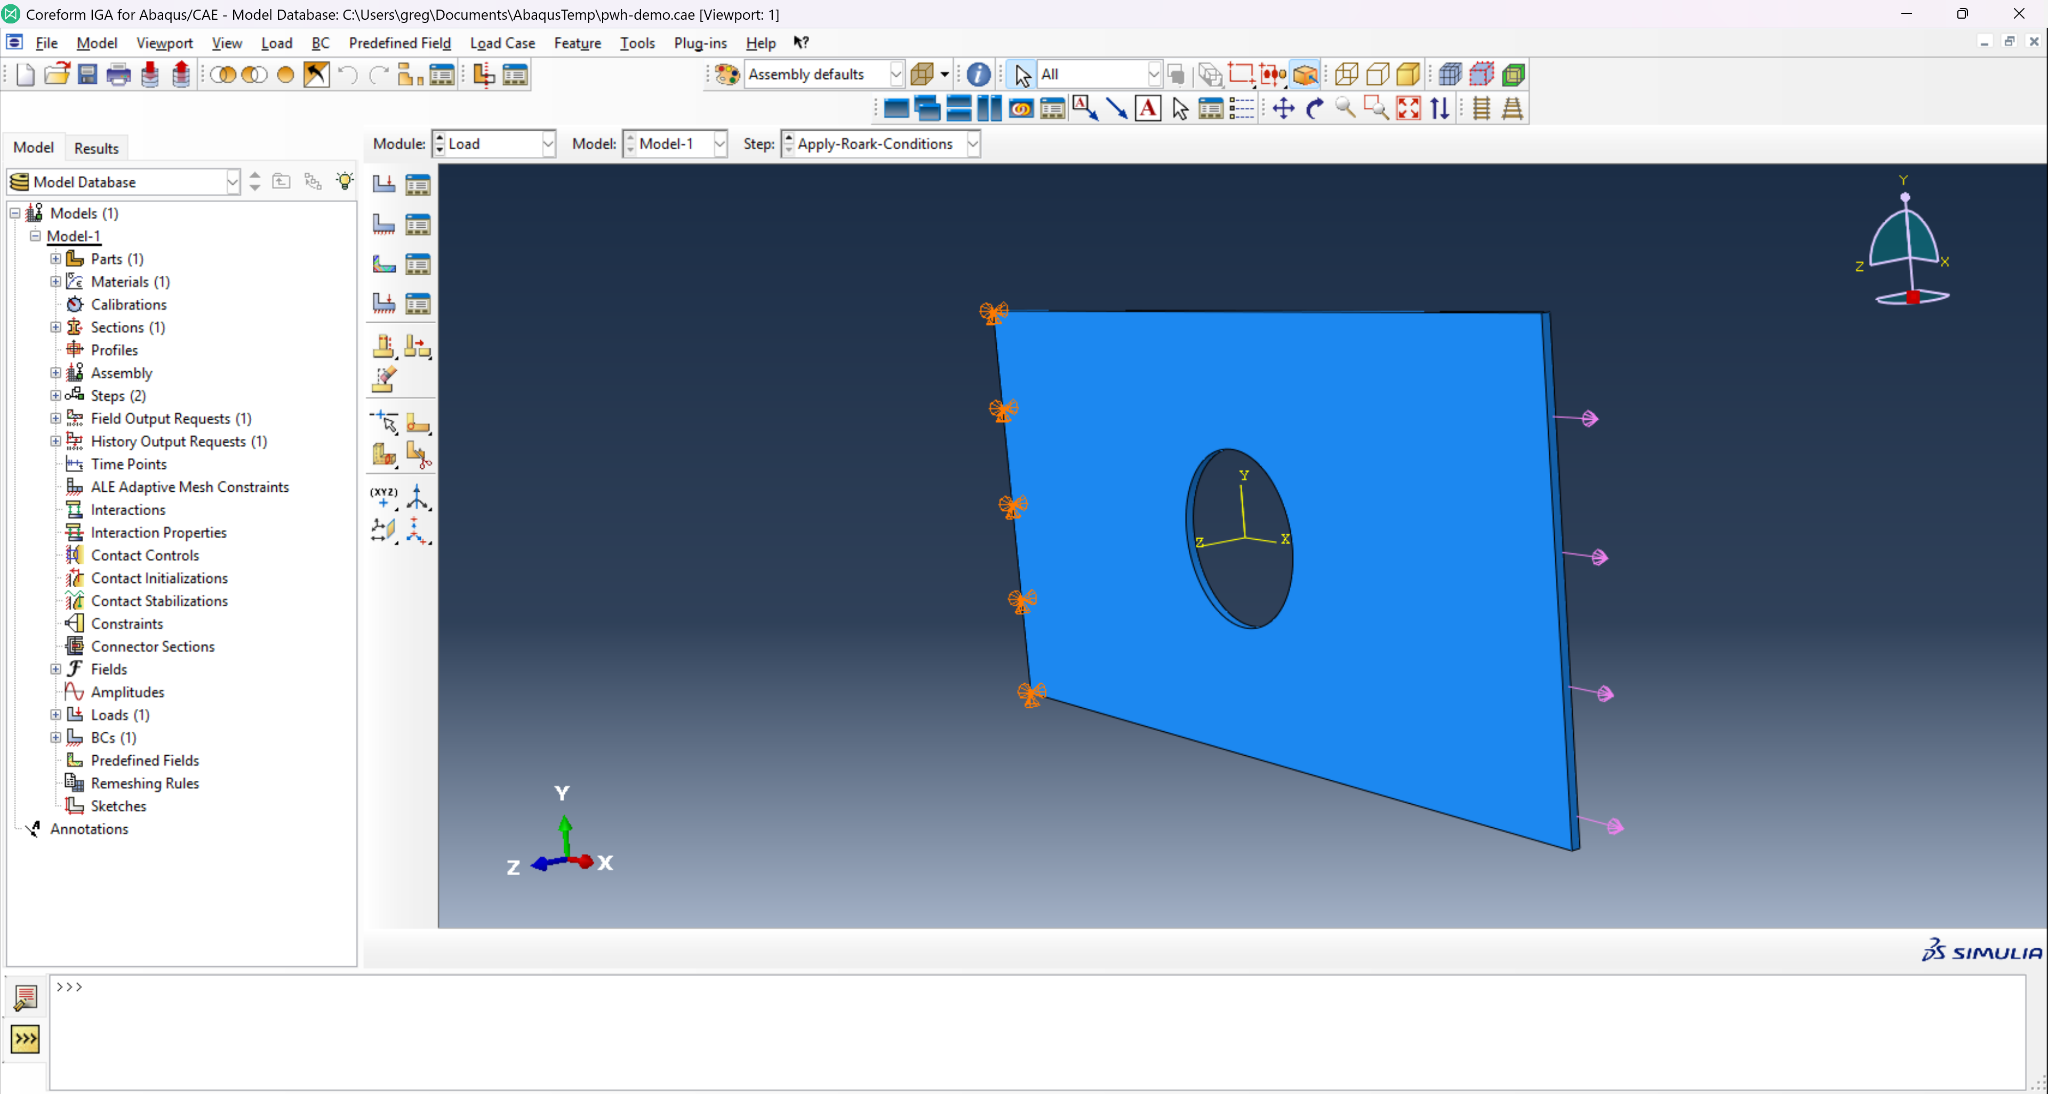 Coreform IGA for Abaqus/CAE - Model Database: C:\Users\greg\Documents\AbaqusTemp\pwh-demo.cae [Viewport: 1]
File Model Viewport View Load BC Predefined Field Load Case Feature Tools Plug-ins Help
Assembly defaults All
A A
Model Results
Module: Load Model: Model-1 Step: Apply-Roark-Conditions
Model Database
Models (1)
Model-1
Parts (1)
Materials (1)
Calibrations
Sections (1)
Profiles
Assembly
Steps (2)
Field Output Requests (1)
History Output Requests (1)
Time Points
ALE Adaptive Mesh Constraints
Interactions
Interaction Properties
Contact Controls
Contact Initializations
Contact Stabilizations
Constraints
Connector Sections
Fields
Amplitudes
Loads (1)
BCs (1)
Predefined Fields
Remeshing Rules
Sketches
Annotations
(XYZ)
Y
Z X
Y
Z X
Y
Z X
SIMULIA
>>>
>>>